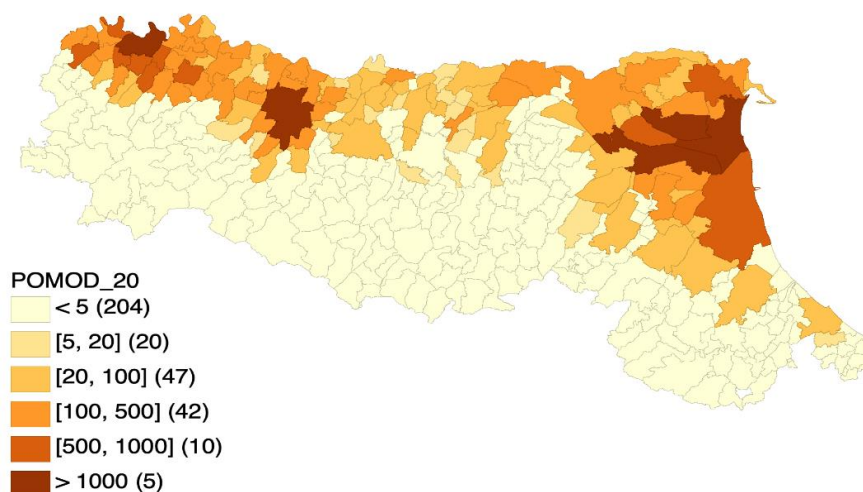 POMOD_20
< 5 (204)
[5, 20] (20)
[20, 100] (47)
[100, 500] (42)
[500, 1000] (10)
> 1000 (5)